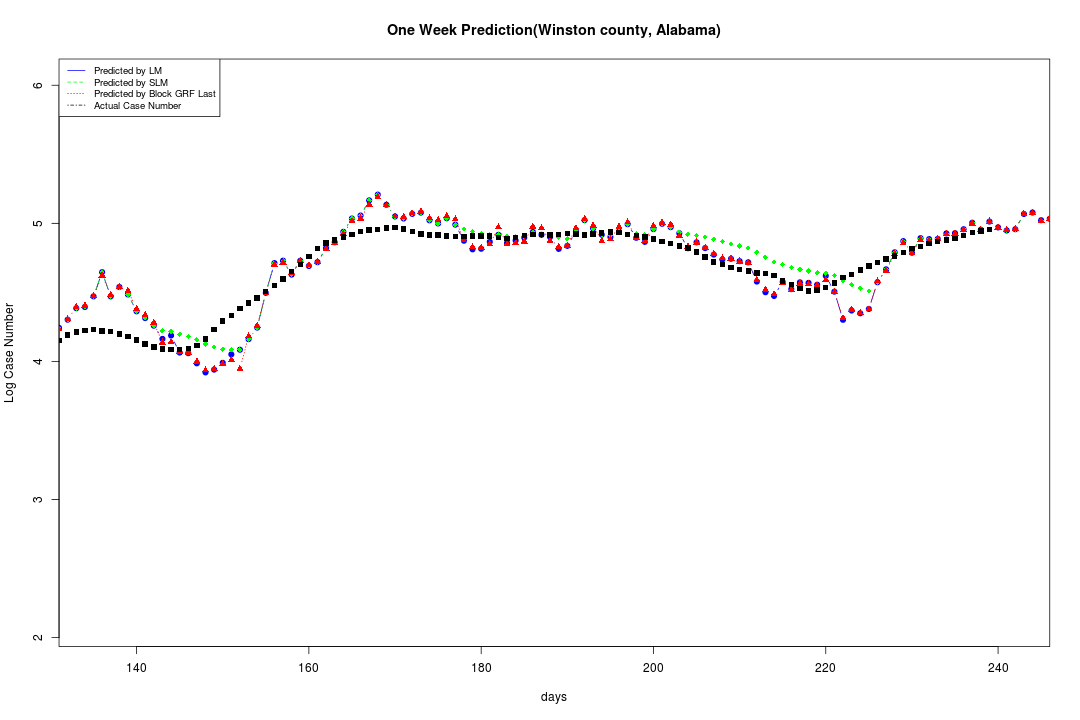 One Week Prediction(Winston county, Alabama)
Predicted by LM
Predicted by SLM
Predicted by Block GRF Last
Actual Case Number
6
5
4
3
2
Log Case Number
140 160 180 200 220 240
days